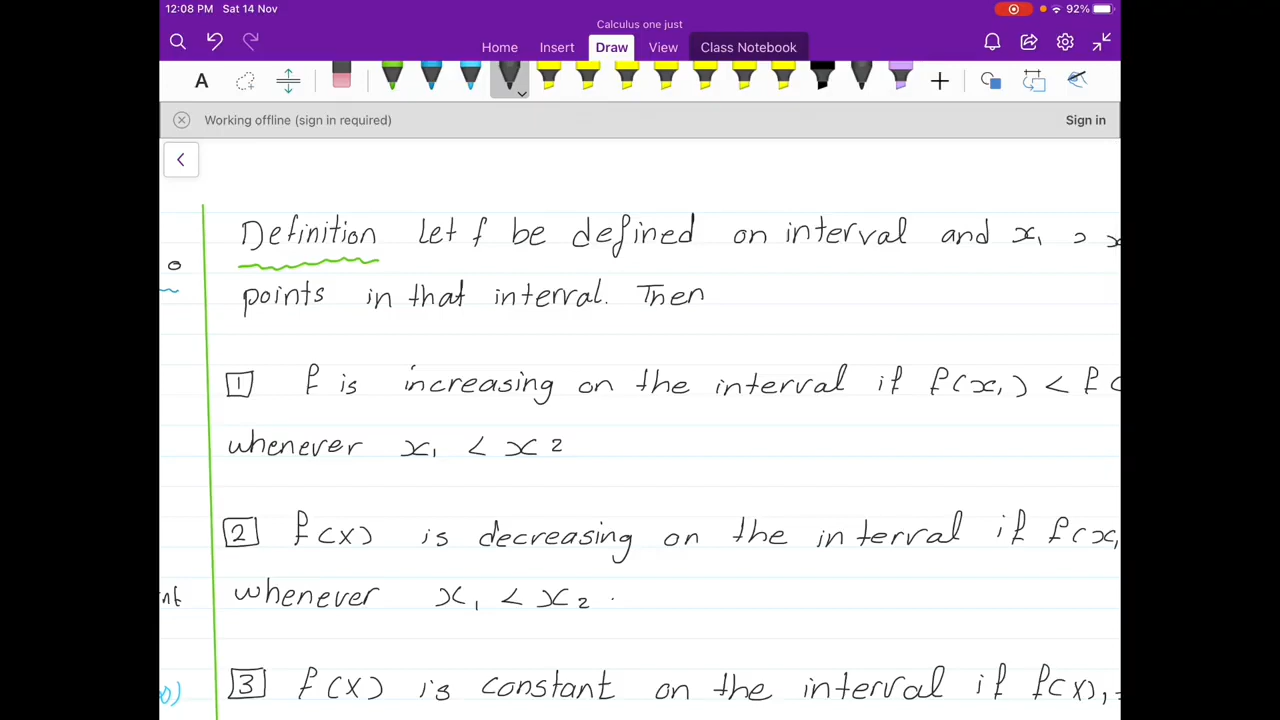 12:08 PM Sat 14 Nov
92%
Calculus one just
Home Insert Draw View Class Notebook
A
Working offline (sign in required) Sign in
Definition Let f be defined on interval and x₁ , x
points in that interval. Then
1 f is increasing on the interval if f(x₁) < f(
whenever x₁ < x2
2 f(x) is decreasing on the interval if f(x₁
whenever x₁ < x₂ .
3 f(x) is constant on the interval if f(x)₁